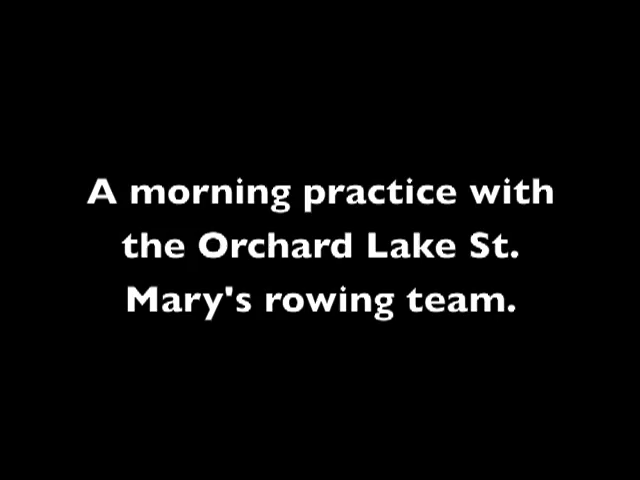 A morning practice with
the Orchard Lake St.
Mary's rowing team.